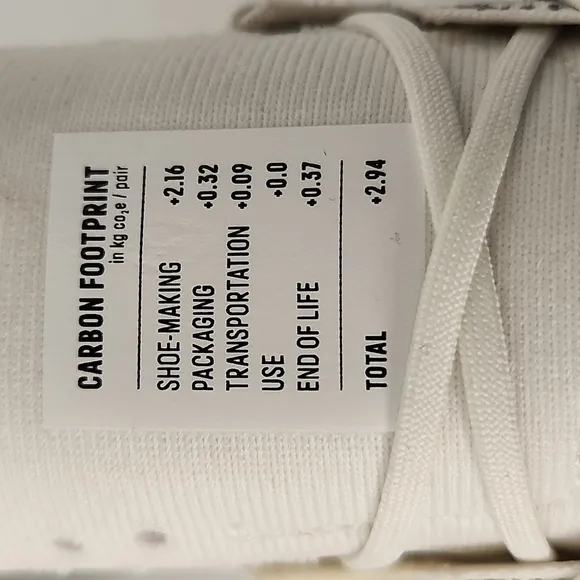 CARBON FOOTPRINT
in kg co₂e / pair
SHOE-MAKING +2.16
PACKAGING +0.32
TRANSPORTATION +0.09
USE +0.0
END OF LIFE +0.37
TOTAL +2.94